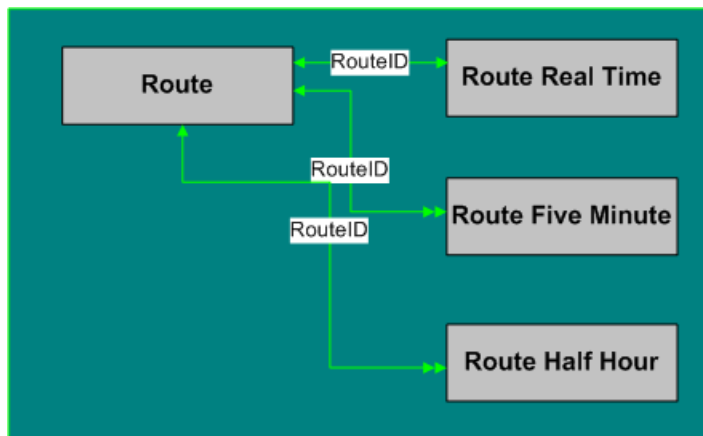 Route
RouteID
Route Real Time
RouteID
Route Five Minute
RouteID
Route Half Hour